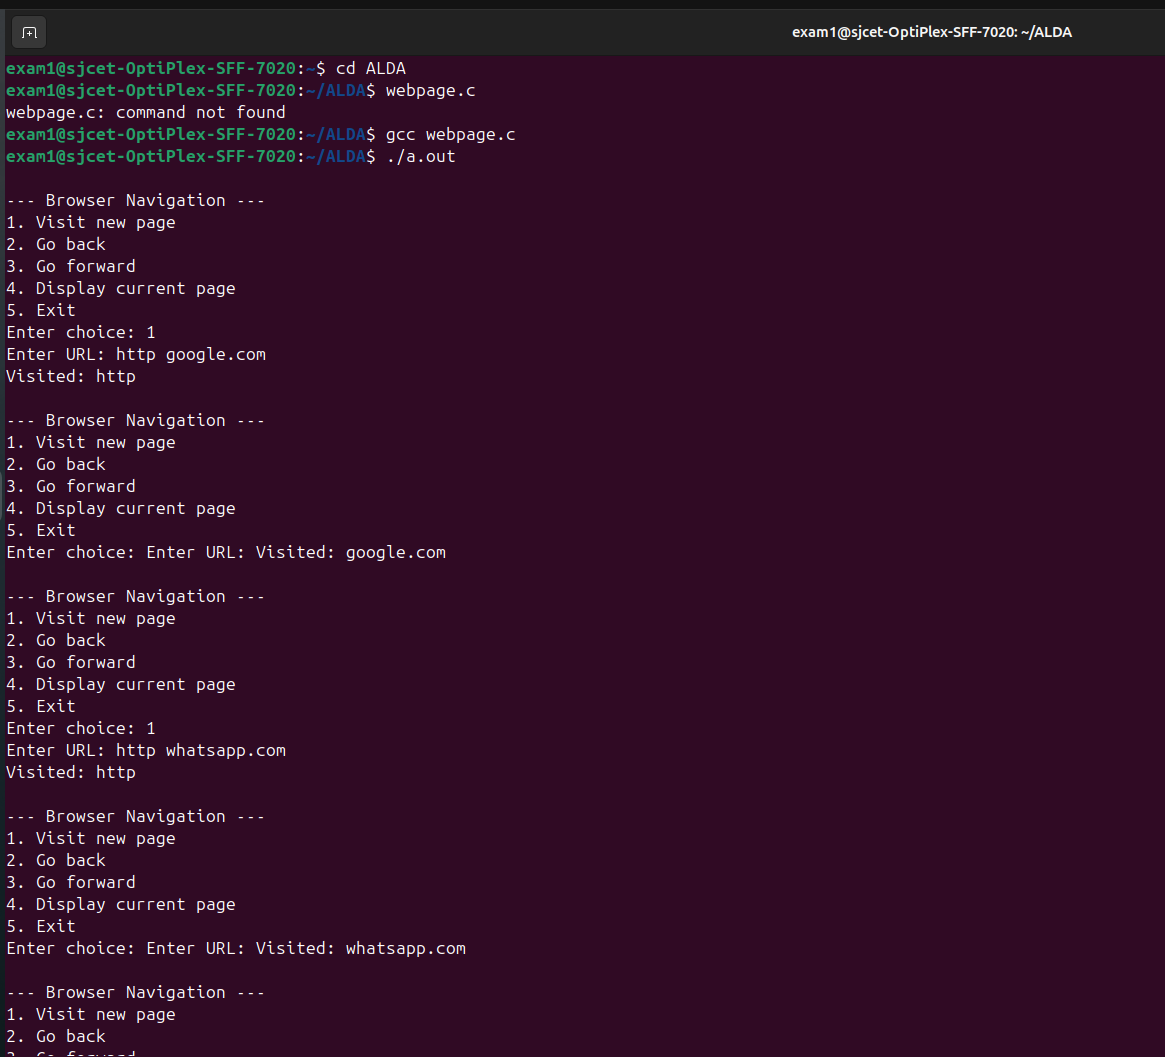 exam1@sjcet-OptiPlex-SFF-7020: ~/ALDA
exam1@sjcet-OptiPlex-SFF-7020:~$ cd ALDA
exam1@sjcet-OptiPlex-SFF-7020:~/ALDA$ webpage.c
webpage.c: command not found
exam1@sjcet-OptiPlex-SFF-7020:~/ALDA$ gcc webpage.c
exam1@sjcet-OptiPlex-SFF-7020:~/ALDA$ ./a.out
--- Browser Navigation ---
1. Visit new page
2. Go back
3. Go forward
4. Display current page
5. Exit
Enter choice: 1
Enter URL: http google.com
Visited: http
--- Browser Navigation ---
1. Visit new page
2. Go back
3. Go forward
4. Display current page
5. Exit
Enter choice: Enter URL: Visited: google.com
--- Browser Navigation ---
1. Visit new page
2. Go back
3. Go forward
4. Display current page
5. Exit
Enter choice: 1
Enter URL: http whatsapp.com
Visited: http
--- Browser Navigation ---
1. Visit new page
2. Go back
3. Go forward
4. Display current page
5. Exit
Enter choice: Enter URL: Visited: whatsapp.com
--- Browser Navigation ---
1. Visit new page
2. Go back
3. Go forward